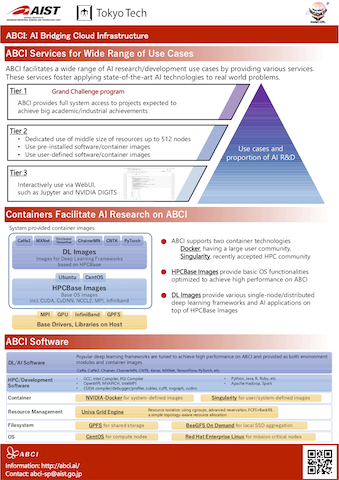 AIST
Tokyo Tech
ABCI: AI Bridging Cloud Infrastructure
ABCI Services for Wide Range of Use Cases
ABCI facilitates a wide range of AI research/development use cases by providing various services.
These services foster applying state-of-the-art AI technologies to real world problems.
Tier 1
Grand Challenge program
ABCI provides full system access to projects expected to
achieve big academic/industrial achievements
Tier 2
• Dedicated use of middle size of resources up to 512 nodes
• Use pre-installed software/container images
• Use user-defined software/container images
Tier 3
Interactively use via WebUI,
such as Jupyter and NVIDIA DIGITS
Use cases and
proportion of AI R&D
Containers Facilitate AI Research on ABCI
System provided container images
Caffe2 MXNet ChainerMN CNTK PyTorch
DL Images
Images for Deep Learning Frameworks
based on HPCBase
Ubuntu CentOS
HPCBase Images
Base OS Images
incl. CUDA, CuDNN, NCCL2, MPI, Infiniband
MPI GPU InfiniBand GPFS
Base Drivers, Libraries on Host
ABCI supports two container technologies
Docker, having a large user community,
Singularity, recently accepted HPC community
HPCBase Images provide basic OS functionalities
optimized to achieve high performance on ABCI
DL Images provide various single-node/distributed
deep learning frameworks and AI applications on
top of HPCBase Images
ABCI Software
DL/AI Software
Popular deep learning frameworks are tuned to achieve high performance on ABCI and provided as both environment
modules and container images.
Caffe, Caffe2, Chainer, ChainerMN, CNTK, Keras, MXNet, TensorFlow, PyTorch, etc.
HPC/Development
Software
• GCC, Intel Compiler, PGI Compiler
• OpenMPI, MVAPICH, IntelMPI
• CUDA compiler/debugger/profiler, cublas, cufft, nvgraph, cudnn
• Python, Java, R, Ruby, etc.
• Apache Hadoop, Spark
Container
NVIDIA-Docker for system-defined images
Singularity for user/system-defined images
Resource Management
Univa Grid Engine
Resource isolation using cgroups, advanced reservation, FCFS+Backfill,
a simple topology-aware resource allocation
Filesystem
GPFS for shared storage
BeeGFS On Demand for local SSD aggregation
OS
CentOS for compute nodes
Red Hat Enterprise Linux for mission critical nodes
ABCI
Information: http://abci.ai/
Contact: abci-sp@aist.go.jp